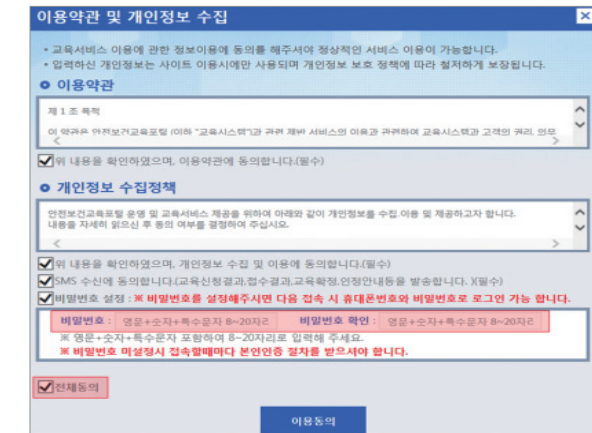 이용약관 및 개인정보 수집
• 교육서비스 이용에 관한 정보이용에 동의를 해주셔야 정상적인 서비스 이용이 가능합니다.
• 입력하신 개인정보는 사이트 이용시에만 사용되며 개인정보 보호 정책에 따라 철저하게 보장됩니다.
이용약관
제 1 조 목적
이 약관은 안전보건교육포털 (이하 "교육시스템")과 관련 제반 서비스의 이용과 관련하여 교육시스템과 고객의 권리, 의무
위 내용을 확인하였으며, 이용약관에 동의합니다.(필수)
개인정보 수집정책
안전보건교육포털 운영 및 교육서비스 제공을 위하여 아래와 같이 개인정보를 수집.이용 및 제공하고자 합니다.
내용을 자세히 읽으신 후 동의 여부를 결정하여 주십시오.
위 내용을 확인하였으며, 개인정보 수집 및 이용에 동의합니다.(필수)
SMS 수신에 동의합니다.(교육신청결과,접수결과,교육확정,인정안내등을 발송합니다. )(필수)
비밀번호 설정 : ※ 비밀번호를 설정해주시면 다음 접속 시 휴대폰번호와 비밀번호로 로그인 가능 합니다.
비밀번호 : 영문+숫자+특수문자 8~20자리 비밀번호 확인 : 영문+숫자+특수문자 8~20자리
※ 영문+숫자+특수문자 포함하여 8~20자리로 입력해 주세요.
※ 비밀번호 미설정시 접속할때마다 본인인증 절차를 받으셔야 합니다.
전체동의
이용동의